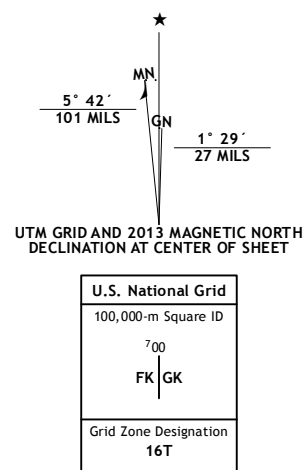 MN.
5° 42´
101 MILS
GN
1° 29´
27 MILS
UTM GRID AND 2013 MAGNETIC NORTH
DECLINATION AT CENTER OF SHEET
U.S. National Grid
100,000-m Square ID
⁷00
FK GK
Grid Zone Designation
16T